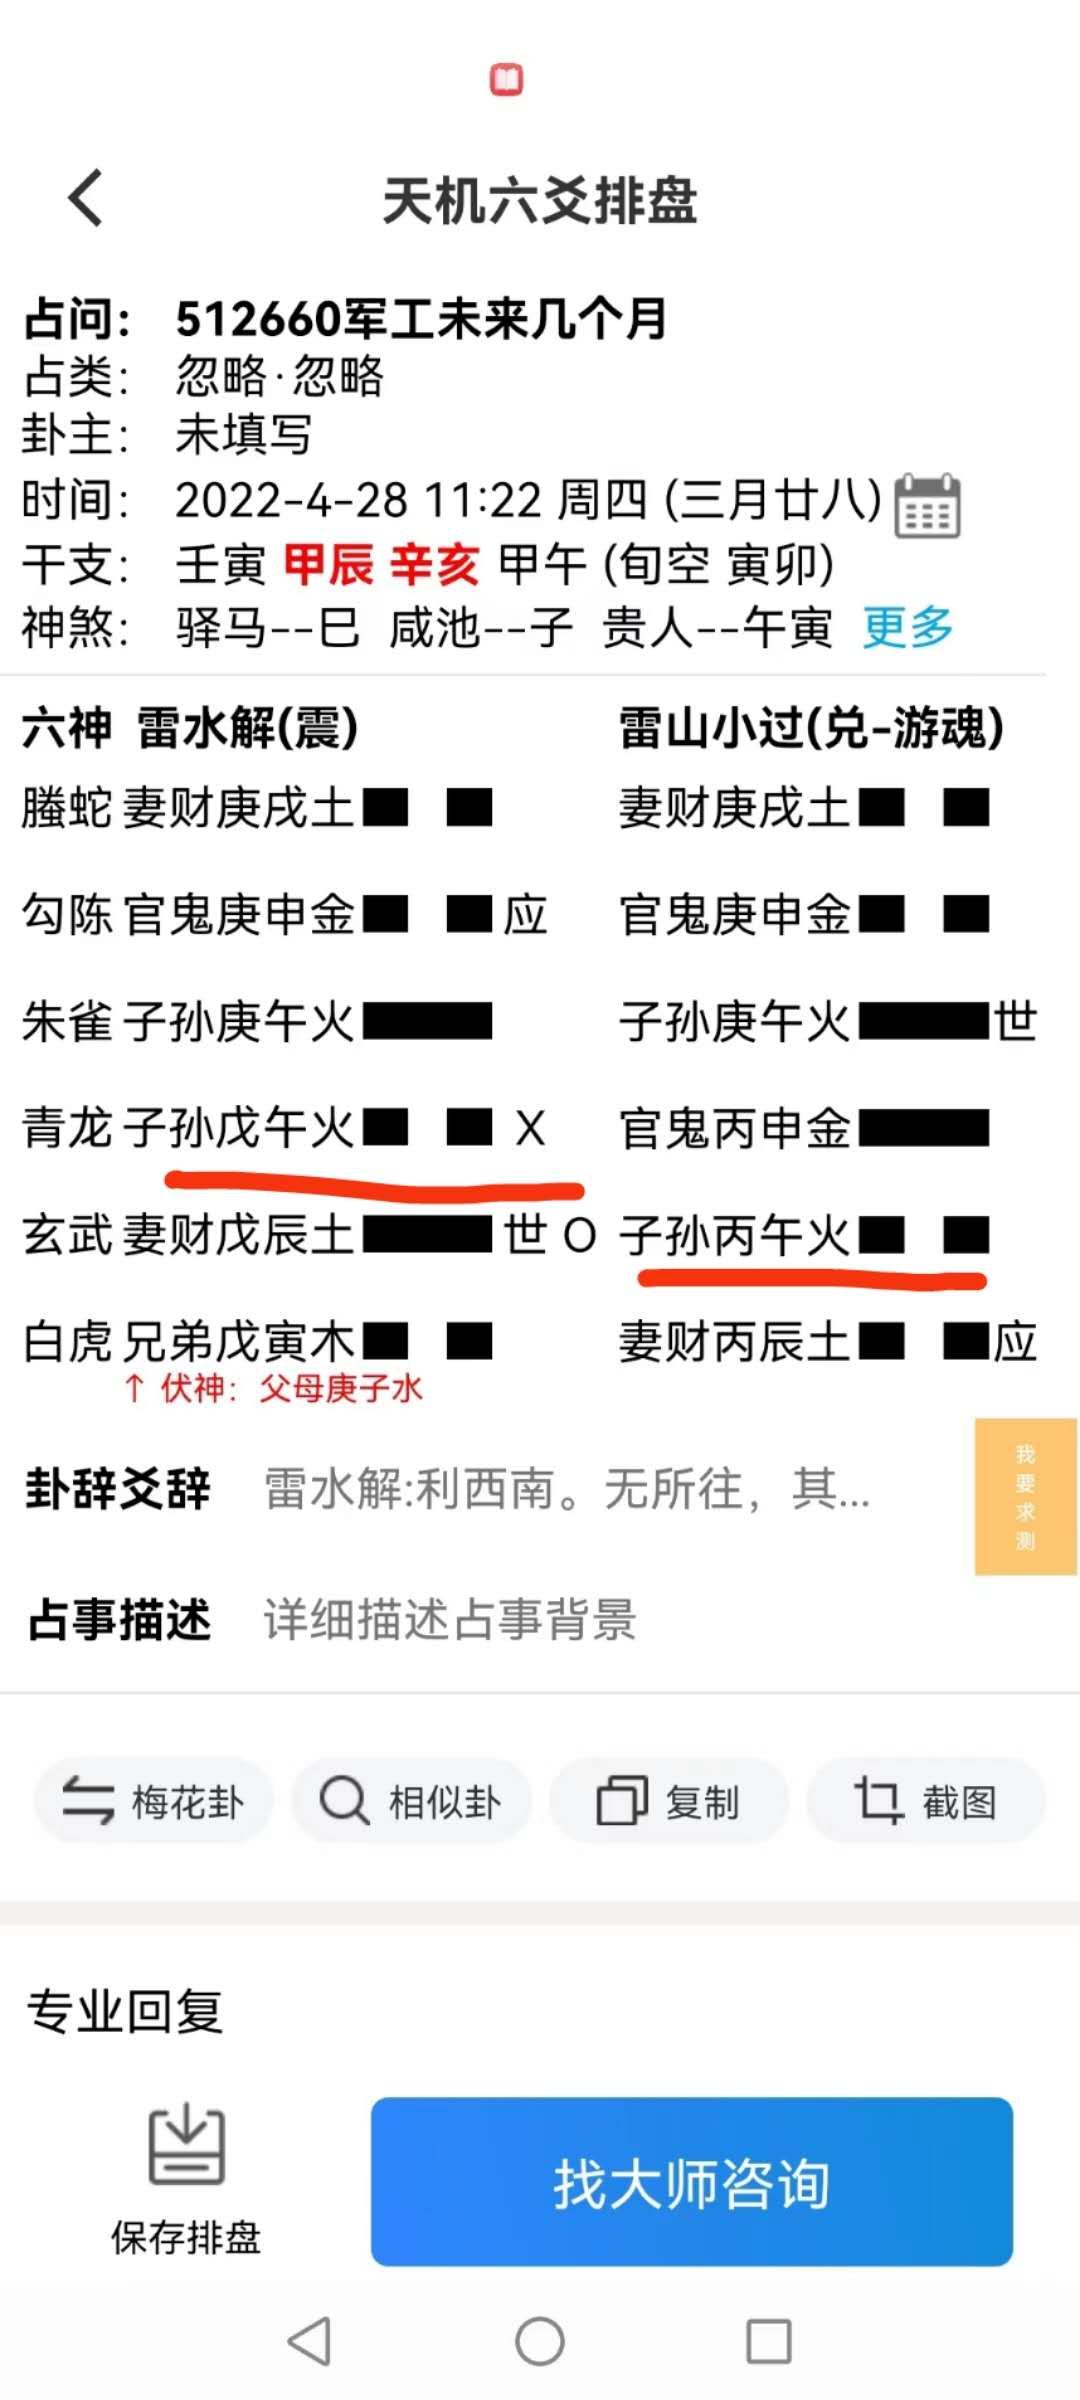 天机六爻排盘
占问： 512660军工未来几个月
占类： 忽略·忽略
卦主： 未填写
时间： 2022-4-28 11:22 周四 (三月廿八)
干支： 壬寅 甲辰 辛亥 甲午 (旬空 寅卯)
神煞： 驿马--巳 咸池--子 贵人--午寅 更多
六神 雷水解(震) 雷山小过(兑-游魂)
螣蛇 妻财庚戌土 妻财庚戌土
勾陈 官鬼庚申金 应 官鬼庚申金
朱雀 子孙庚午火 子孙庚午火 世
青龙 子孙戊午火 X 官鬼丙申金
玄武 妻财戊辰土 世 O 子孙丙午火
白虎 兄弟戊寅木 妻财丙辰土 应
↑ 伏神：父母庚子水
我要求测
卦辞爻辞 雷水解:利西南。无所往，其...
占事描述 详细描述占事背景
梅花卦 相似卦 复制 截图
专业回复
保存排盘
找大师咨询